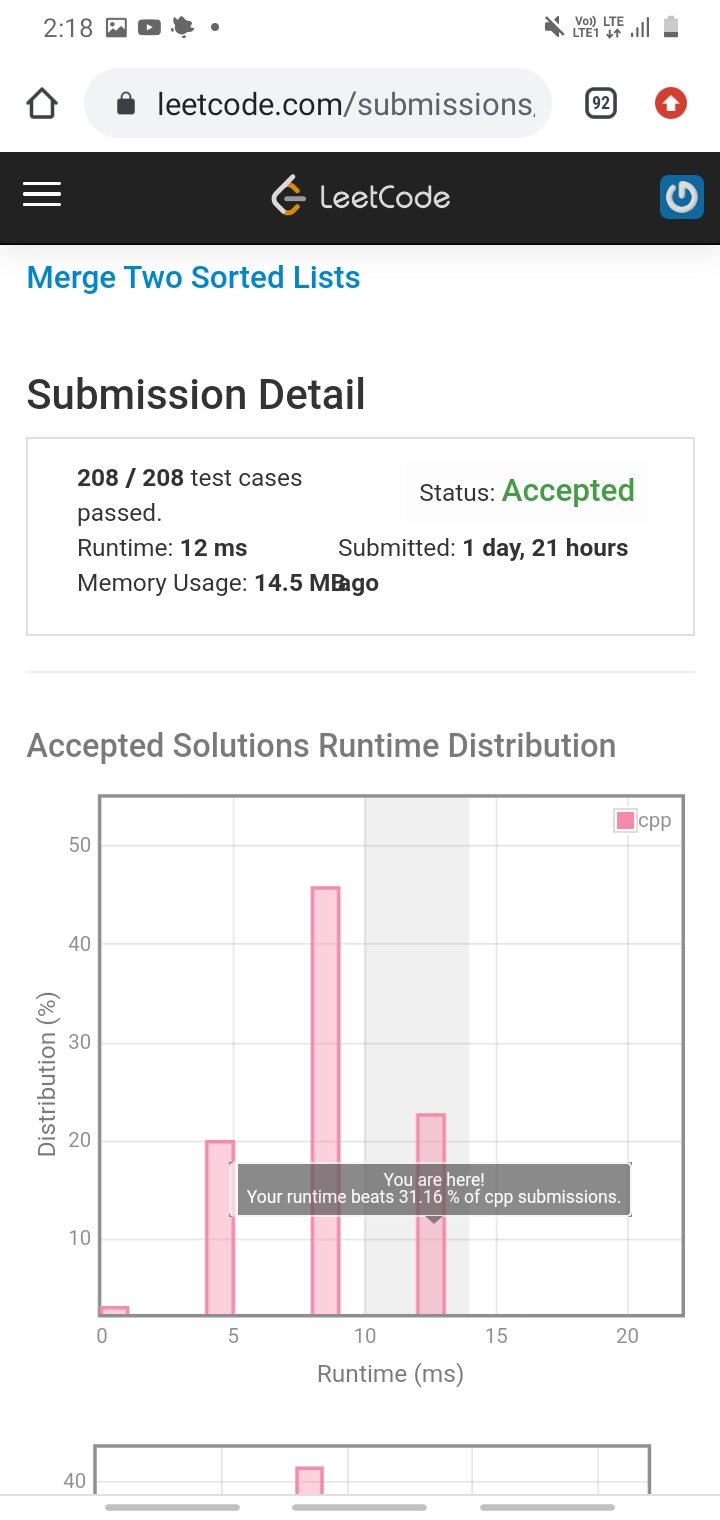 2:18
Vo)) LTE
LTE1
leetcode.com/submissions
92
LeetCode
Merge Two Sorted Lists
Submission Detail
208 / 208 test cases passed.
Status: Accepted
Runtime: 12 ms
Submitted: 1 day, 21 hours ago
Memory Usage: 14.5 MB
Accepted Solutions Runtime Distribution
cpp
50
40
30
20
10
Distribution (%)
You are here!
Your runtime beats 31.16 % of cpp submissions.
0 5 10 15 20
Runtime (ms)
40